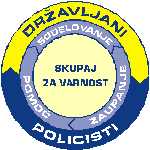 DRŽAVLJANI
SODELOVANJE
POMOČ
ZAUPANJE
SKUPAJ
ZA VARNOST
POLICISTI